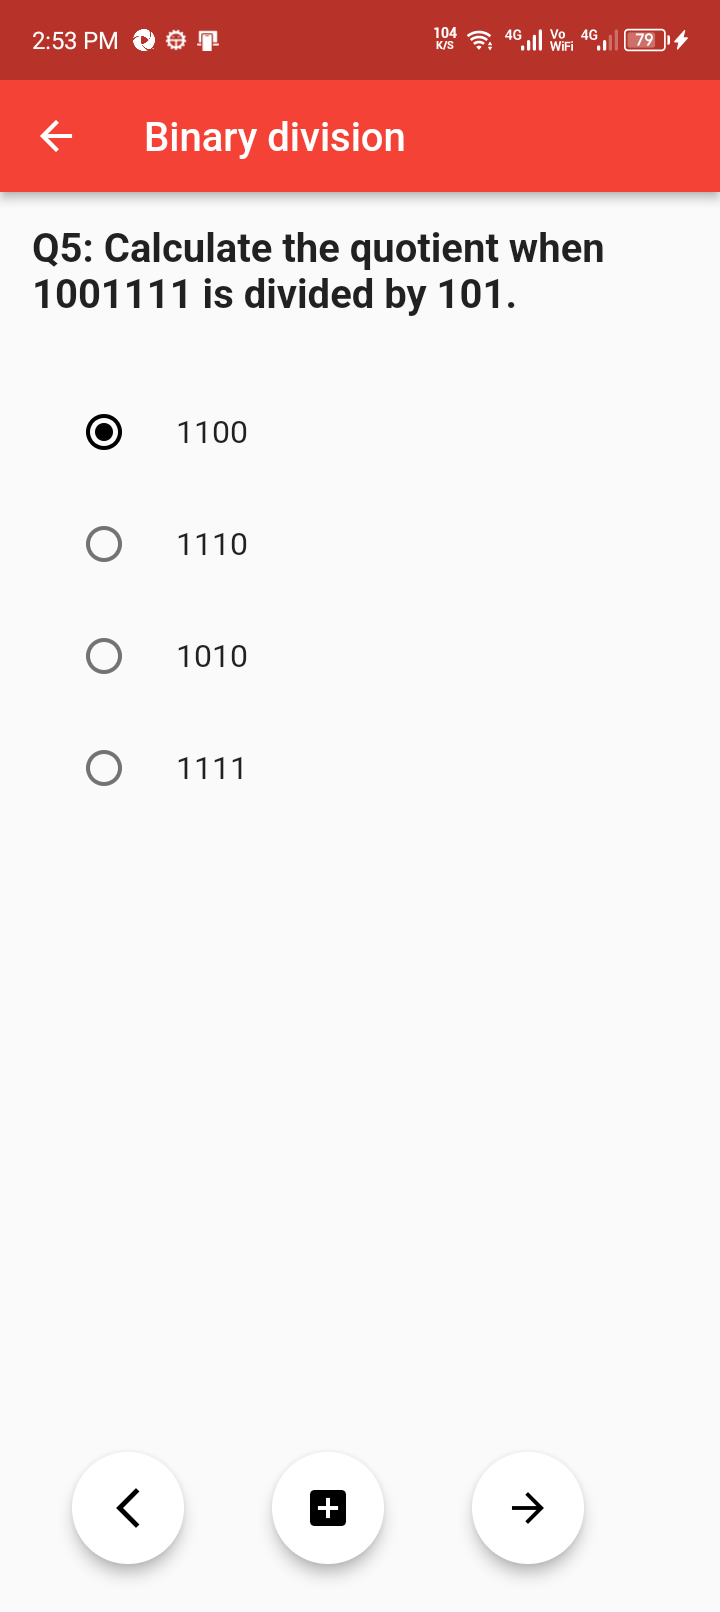 2:53 PM 104 K/S 4G Vo WiFi 4G 79
Binary division
Q5: Calculate the quotient when
1001111 is divided by 101.
1100
1110
1010
1111